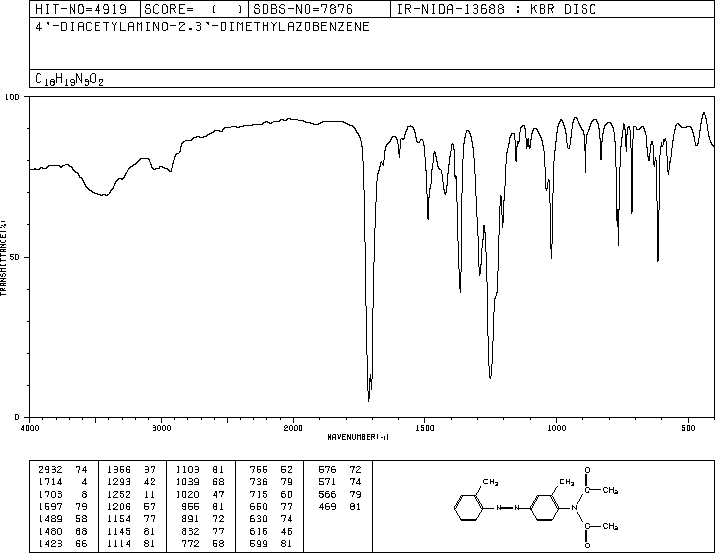 HIT-NO=4919 SCORE= ( ) SDBS-NO=7876 IR-NIDA-13688 : KBR DISC
4'-DIACETYLAMINO-2.3'-DIMETHYLAZOBENZENE
C18H19N3O2
100
50
0
TRANSMITTANCE(%)
4000 3000 2000 1500 1000 500
WAVENUMBER(-1)
2932 74 1366 37 1103 81 766 52 576 72
1714 4 1293 42 1039 68 736 79 571 74
1703 8 1252 11 1020 47 715 60 566 79
1597 79 1206 57 955 81 660 77 469 81
1489 58 1154 77 891 72 630 74
1480 68 1145 81 832 77 616 46
1423 66 1114 81 772 58 599 81
CH3 CH3 O
C CH3
N N N
C CH3
O